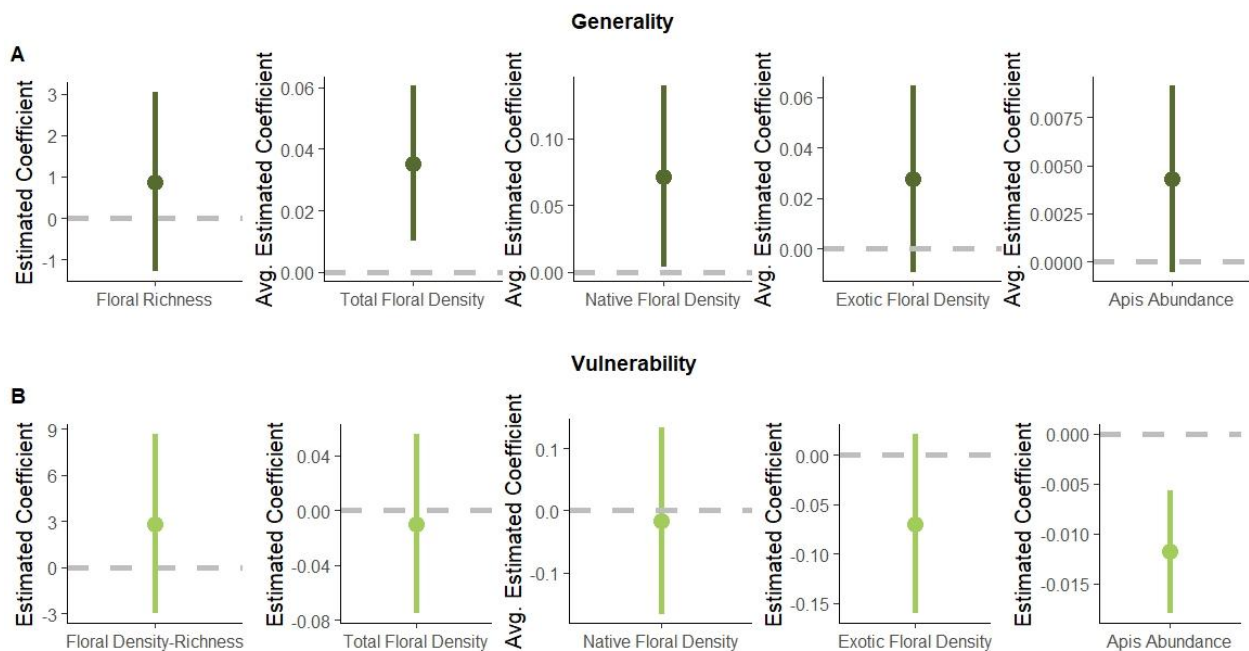 Generality
A
Estimated Coefficient
3
2
1
0
-1
Floral Richness
Avg. Estimated Coefficient
0.06
0.04
0.02
0.00
Total Floral Density
Avg. Estimated Coefficient
0.10
0.05
0.00
Native Floral Density
Avg. Estimated Coefficient
0.06
0.04
0.02
0.00
Exotic Floral Density
Avg. Estimated Coefficient
0.0075
0.0050
0.0025
0.0000
Apis Abundance
Vulnerability
B
Estimated Coefficient
9
6
3
0
-3
Floral Density-Richness
Estimated Coefficient
0.04
0.00
-0.04
-0.08
Total Floral Density
Avg. Estimated Coefficient
0.1
0.0
-0.1
Native Floral Density
Estimated Coefficient
0.00
-0.05
-0.10
-0.15
Exotic Floral Density
Estimated Coefficient
0.000
-0.005
-0.010
-0.015
Apis Abundance